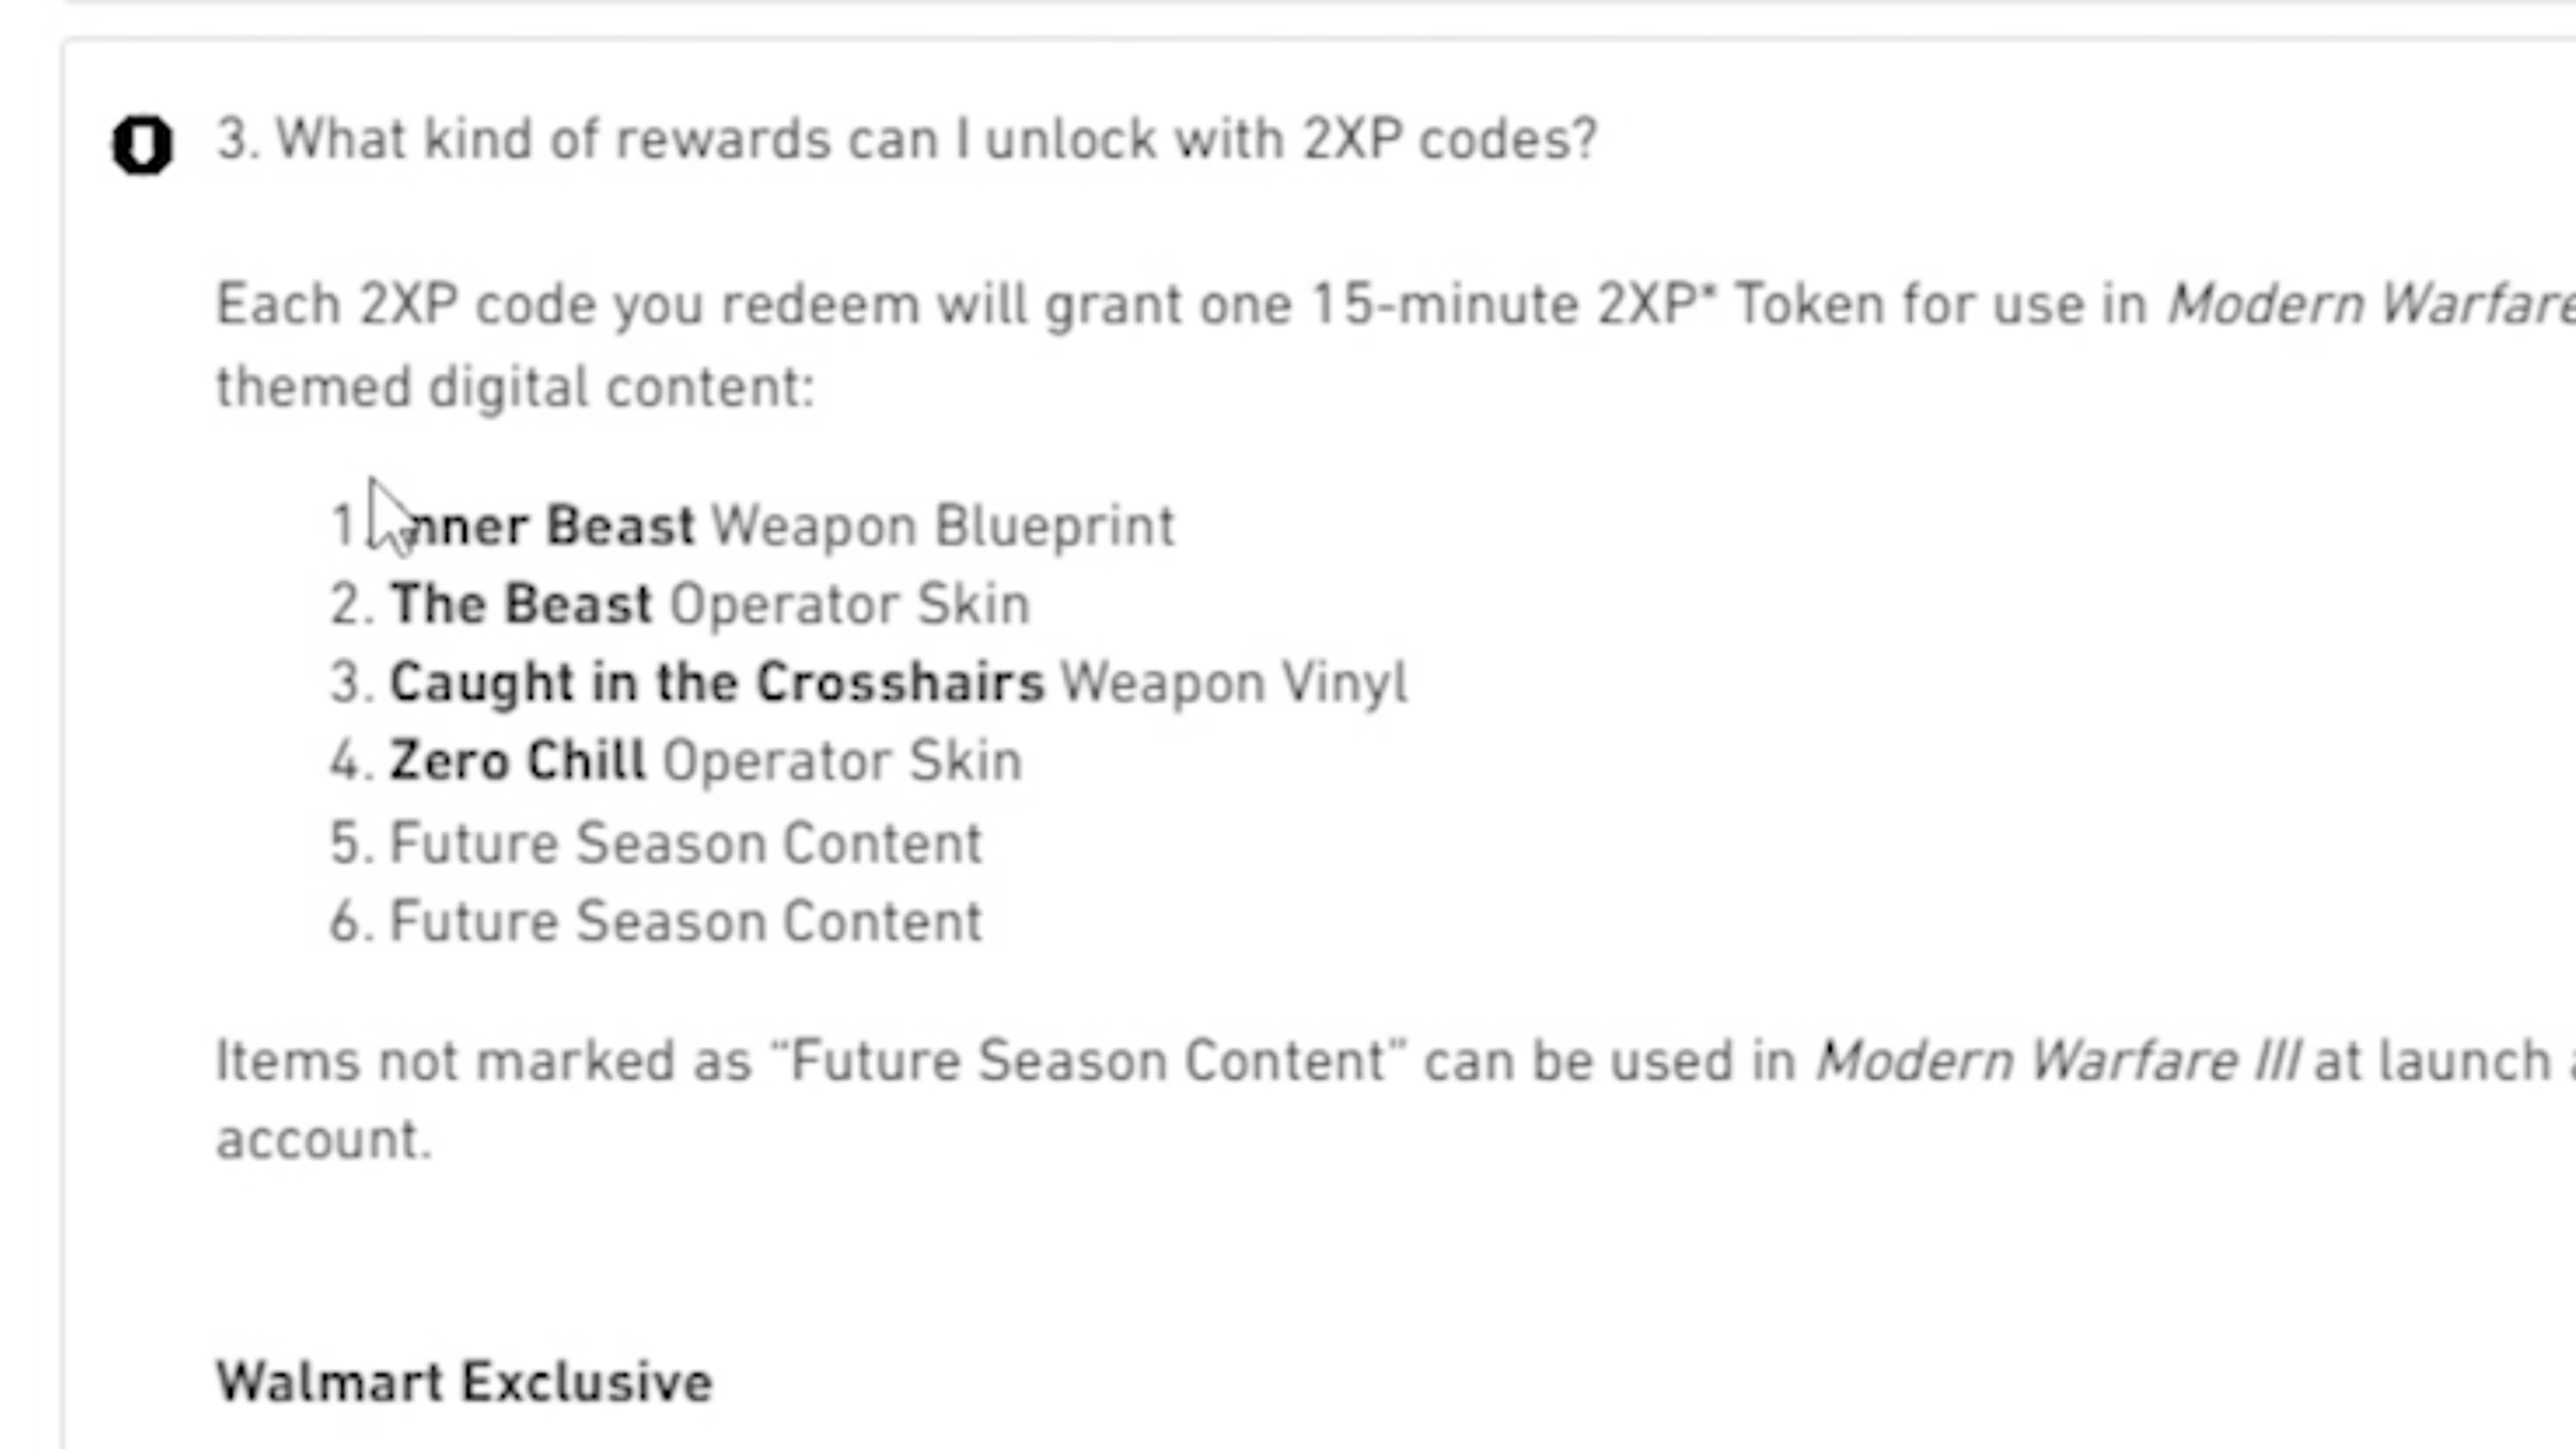 3. What kind of rewards can I unlock with 2XP codes?
Each 2XP code you redeem will grant one 15-minute 2XP* Token for use in Modern Warfare
themed digital content:
1. Inner Beast Weapon Blueprint
2. The Beast Operator Skin
3. Caught in the Crosshairs Weapon Vinyl
4. Zero Chill Operator Skin
5. Future Season Content
6. Future Season Content
Items not marked as “Future Season Content” can be used in Modern Warfare III at launch
account.
Walmart Exclusive